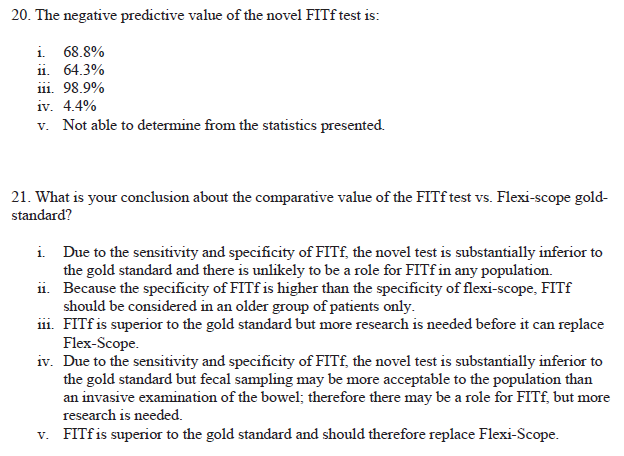 20. The negative predictive value of the novel FITf test is:
i. 68.8%
ii. 64.3%
iii. 98.9%
iv. 4.4%
v. Not able to determine from the statistics presented.
21. What is your conclusion about the comparative value of the FITf test vs. Flexi-scope gold-
standard?
i. Due to the sensitivity and specificity of FITf, the novel test is substantially inferior to
the gold standard and there is unlikely to be a role for FITf in any population.
ii. Because the specificity of FITf is higher than the specificity of flexi-scope, FITf
should be considered in an older group of patients only.
iii. FITf is superior to the gold standard but more research is needed before it can replace
Flex-Scope.
iv. Due to the sensitivity and specificity of FITf, the novel test is substantially inferior to
the gold standard but fecal sampling may be more acceptable to the population than
an invasive examination of the bowel; therefore there may be a role for FITf, but more
research is needed.
v. FITf is superior to the gold standard and should therefore replace Flexi-Scope.